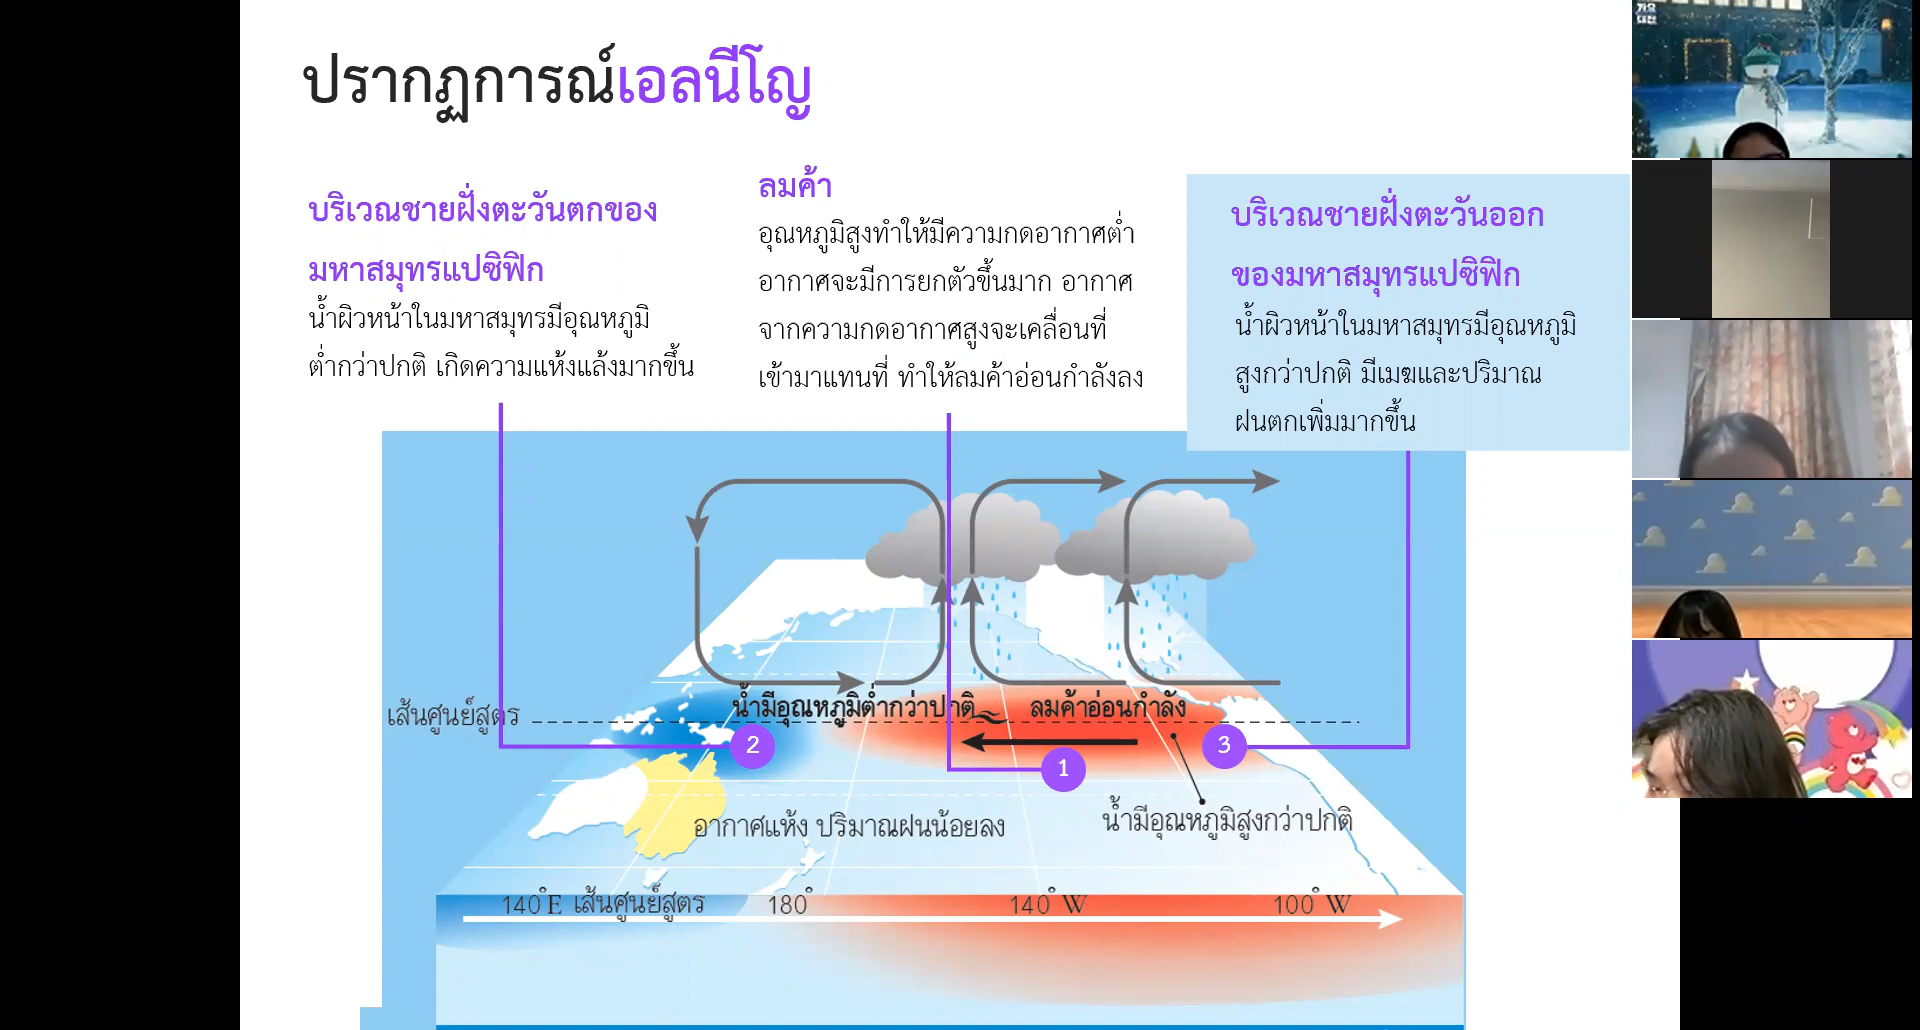 ปรากฏการณ์เอลนีโญ
บริเวณชายฝั่งตะวันตกของ
มหาสมุทรแปซิฟิก
น้ำผิวหน้าในมหาสมุทรมีอุณหภูมิ
ต่ำกว่าปกติ เกิดความแห้งแล้งมากขึ้น
ลมค้า
อุณหภูมิสูงทำให้มีความกดอากาศต่ำ
อากาศจะมีการยกตัวขึ้นมาก อากาศ
จากความกดอากาศสูงจะเคลื่อนที่
เข้ามาแทนที่ ทำให้ลมค้าอ่อนกำลังลง
บริเวณชายฝั่งตะวันออก
ของมหาสมุทรแปซิฟิก
น้ำผิวหน้าในมหาสมุทรมีอุณหภูมิ
สูงกว่าปกติ มีเมฆและปริมาณ
ฝนตกเพิ่มมากขึ้น
เส้นศูนย์สูตร
น้ำมีอุณหภูมิต่ำกว่าปกติ
ลมค้าอ่อนกำลัง
2
1
3
อากาศแห้ง ปริมาณฝนน้อยลง
น้ำมีอุณหภูมิสูงกว่าปกติ
140°E เส้นศูนย์สูตร 180° 140°W 100°W
가요
대전